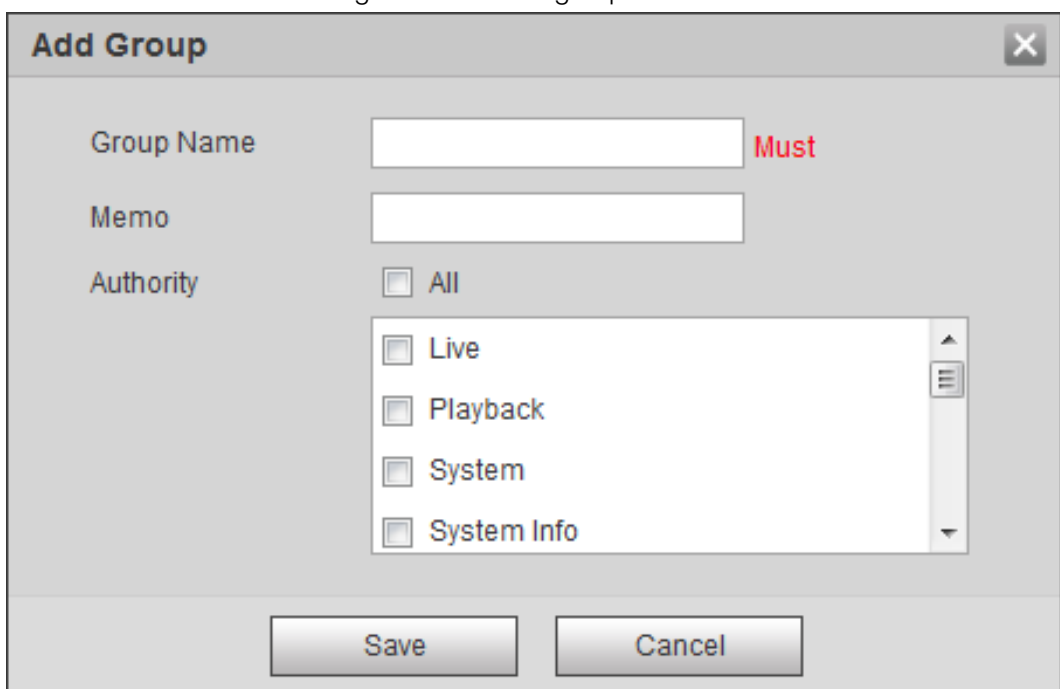 Add Group
Group Name Must
Memo
Authority All
Live
Playback
System
System Info
Save Cancel